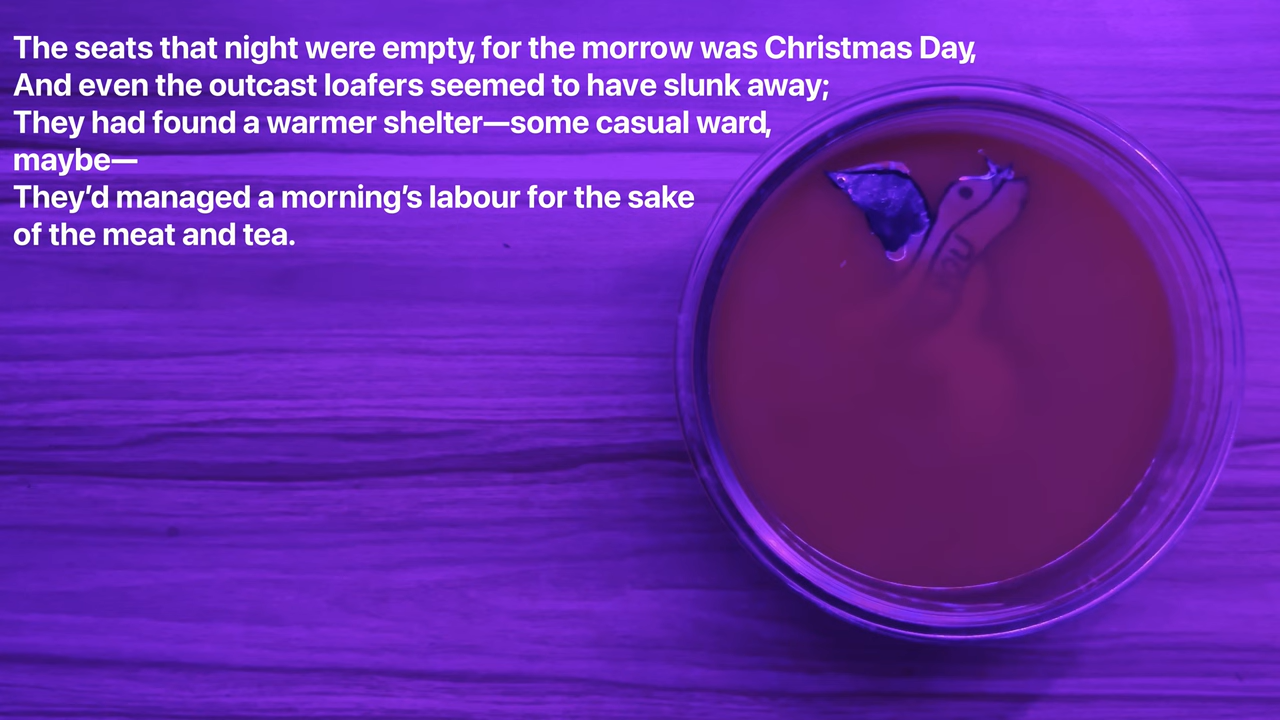 The seats that night were empty, for the morrow was Christmas Day,
And even the outcast loafers seemed to have slunk away;
They had found a warmer shelter—some casual ward,
maybe—
They’d managed a morning’s labour for the sake
of the meat and tea.